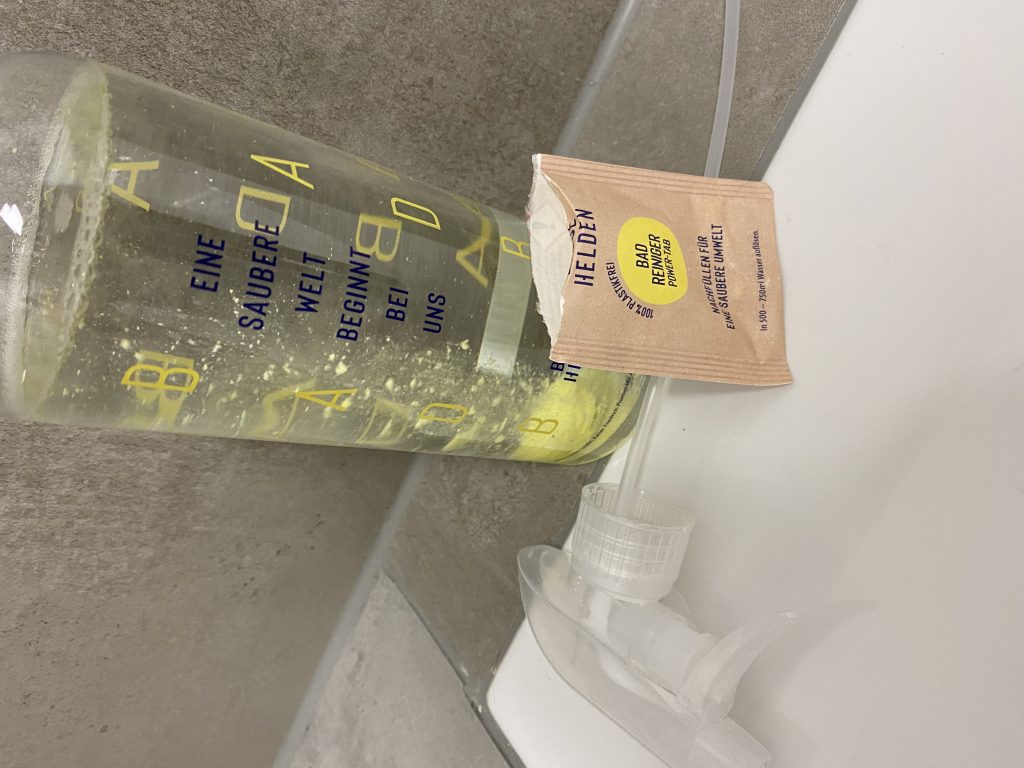 EINE
SAUBERE
WELT
BEGINNT
BEI
UNS
A
A
D
B
B
A
D
B
HELDEN
100% PLASTIKFREI
BAD
REINIGER
POWER-TAB
NACHFÜLLEN FÜR
EINE SAUBERE UMWELT
In 500 – 750ml Wasser auflösen.